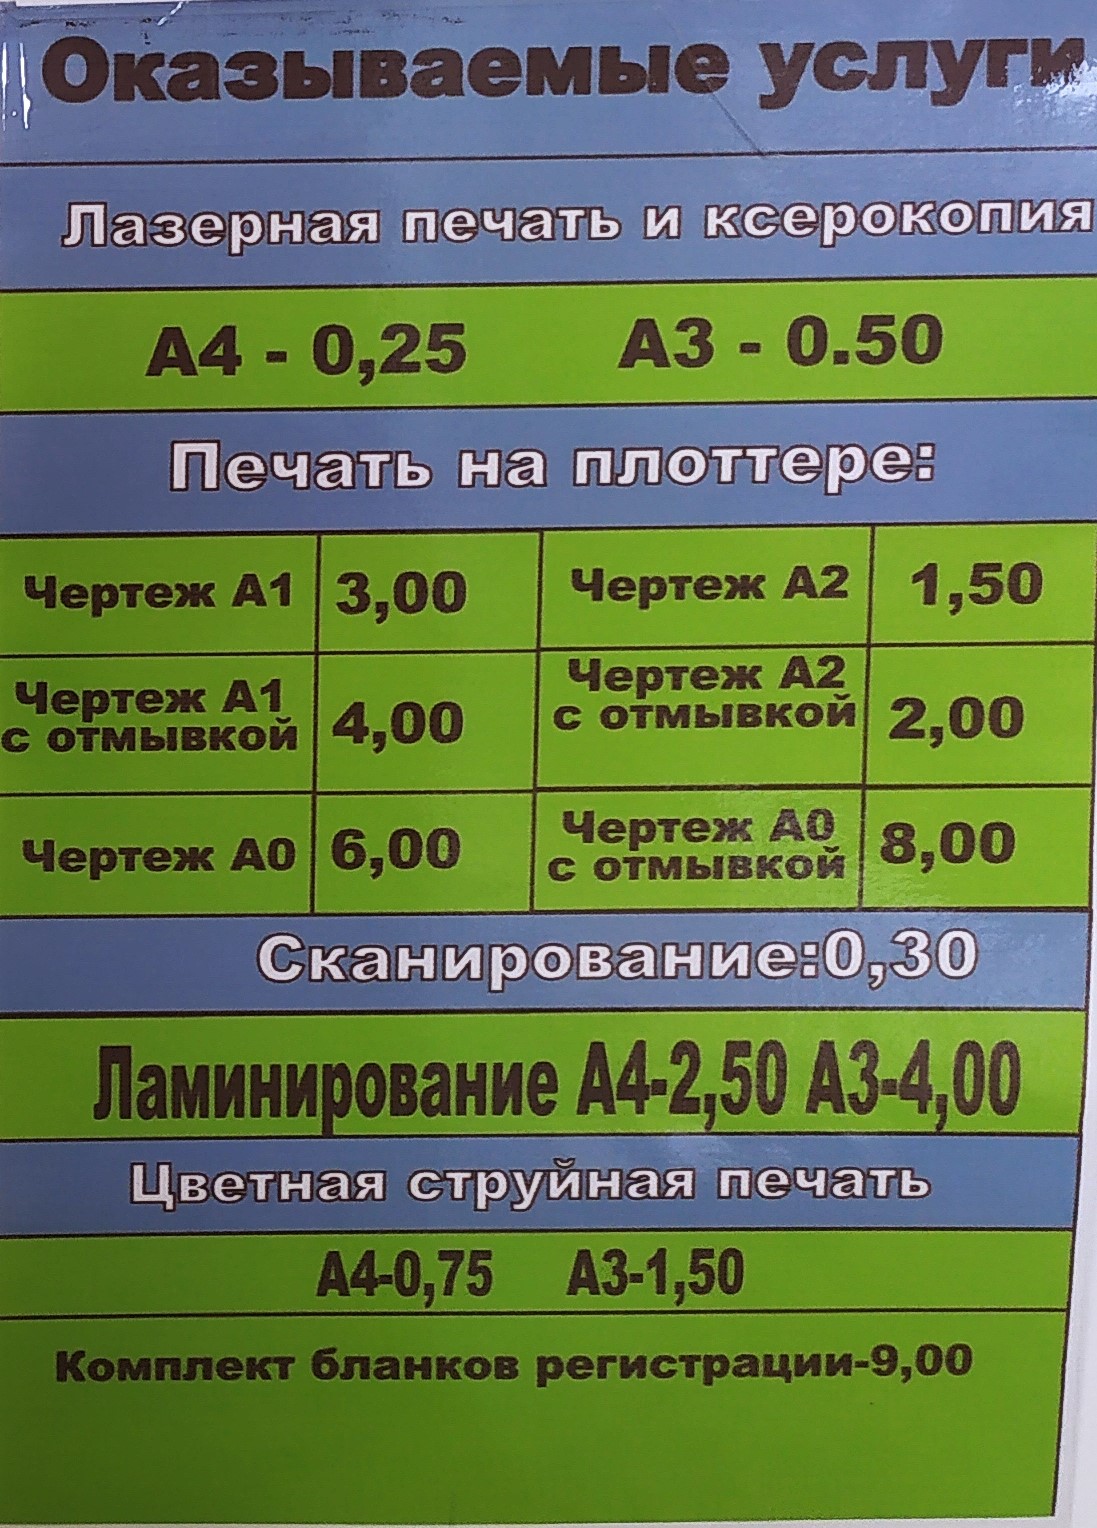 Оказываемые услуги
Лазерная печать и ксерокопия
А4 - 0,25 А3 - 0.50
Печать на плоттере:
Чертеж А1 3,00 Чертеж А2 1,50
Чертеж А1
с отмывкой 4,00
Чертеж А2
с отмывкой 2,00
Чертеж А0 6,00
Чертеж А0
с отмывкой 8,00
Сканирование:0,30
Ламинирование А4-2,50 А3-4,00
Цветная струйная печать
А4-0,75 А3-1,50
Комплект бланков регистрации-9,00